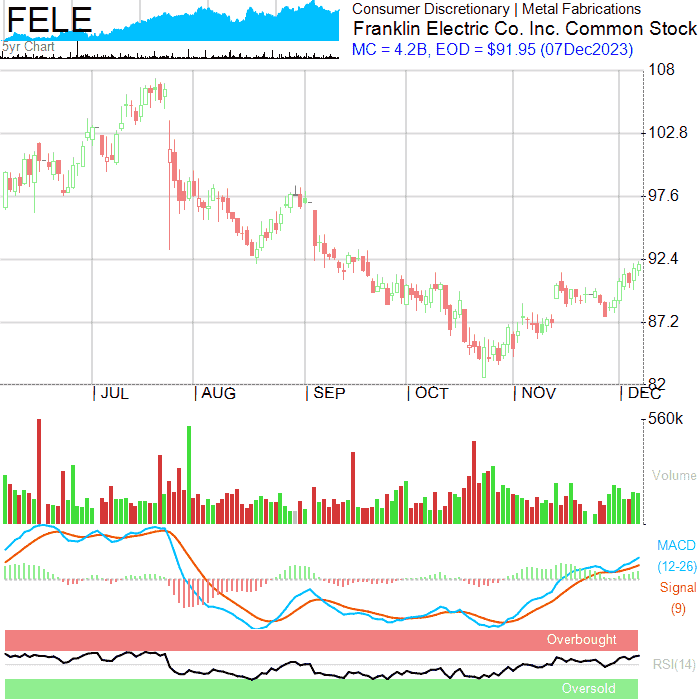 FELE
5yr Chart
Consumer Discretionary | Metal Fabrications
Franklin Electric Co. Inc. Common Stock
MC = 4.2B, EOD = $91.95 (07Dec2023)
108
102.8
97.6
92.4
87.2
82
JUL
AUG
SEP
OCT
NOV
DEC
560k
Volume
MACD
(12-26)
Signal
(9)
Overbought
RSI(14)
Oversold